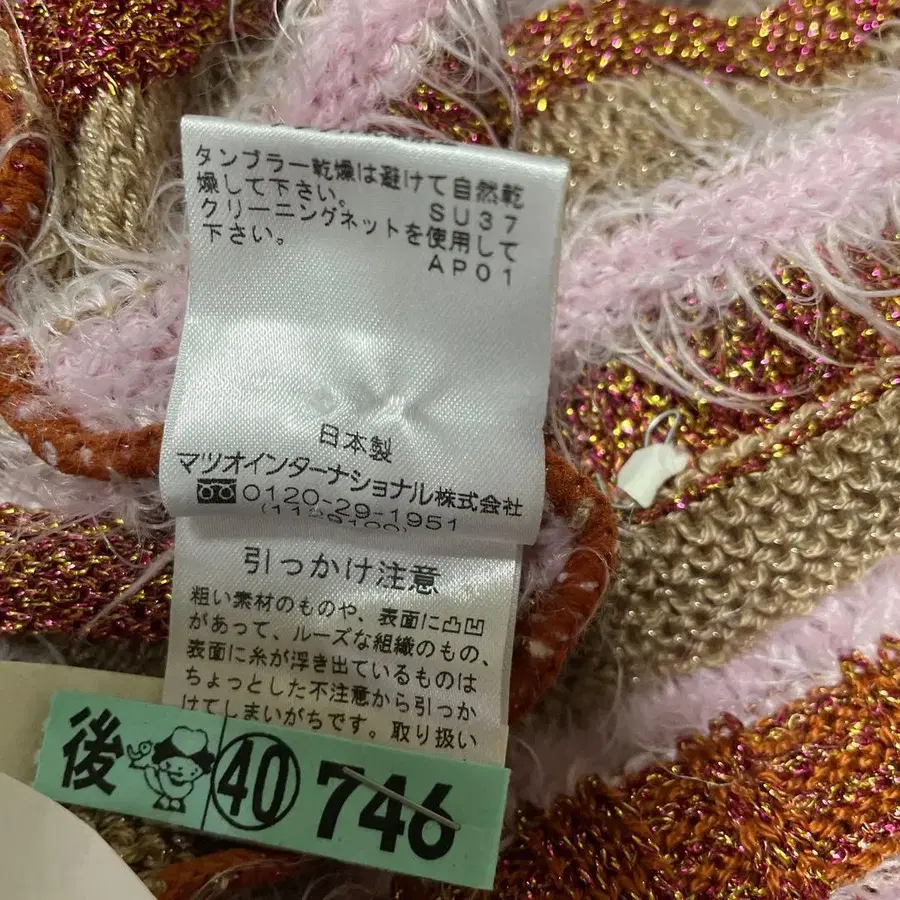 タンブラー乾燥は避けて自然乾
燥して下さい。 SU37
クリーニングネットを使用して
下さい。 AP01
日本製
マツオインターナショナル株式会社
0120-29-1951
引っかけ注意
粗い素材のものや、表面に凸凹
があって、ルーズな組織のもの、
表面に糸が浮き出ているものは
ちょっとした不注意から引っか
けてしまいがちです。取り扱い
後 40 746